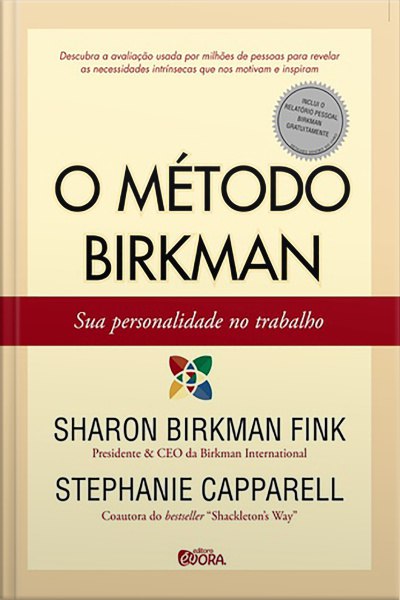 Descubra a avaliação usada por milhões de pessoas para revelar
as necessidades intrínsecas que nos motivam e inspiram
INCLUI O
RELATÓRIO PESSOAL
BIRKMAN
GRATUITAMENTE
O MÉTODO
BIRKMAN
Sua personalidade no trabalho
SHARON BIRKMAN FINK
Presidente & CEO da Birkman International
STEPHANIE CAPPARELL
Coautora do bestseller “Shackleton's Way”
editora
évORA.